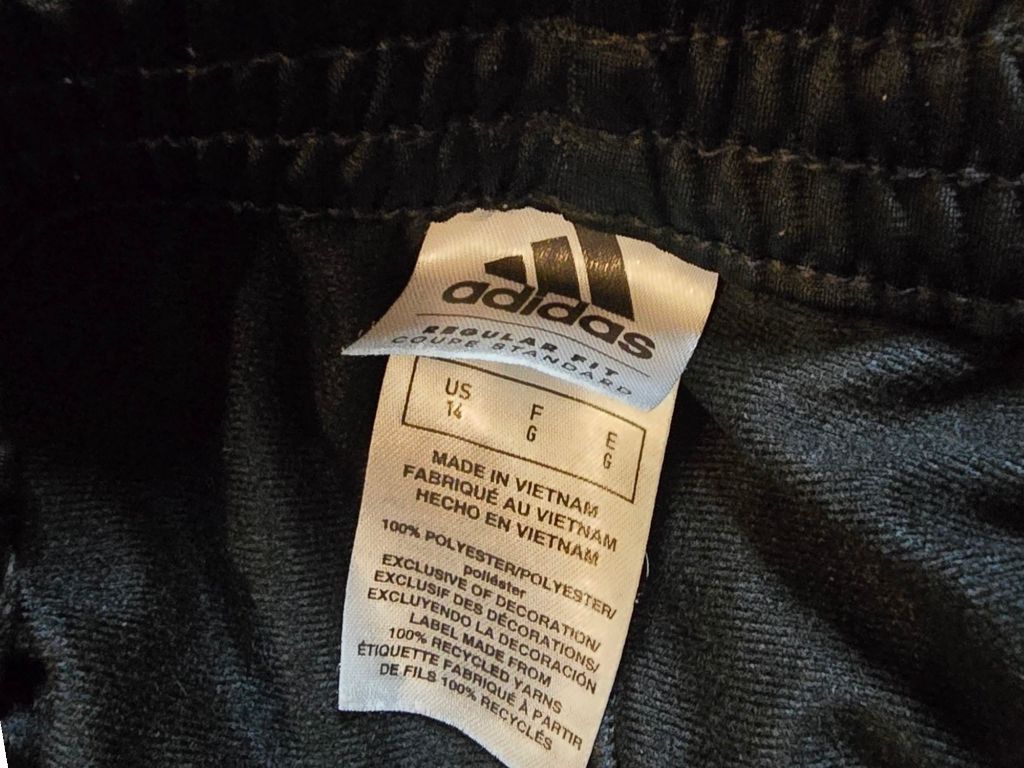 adidas
REGULAR FIT
COUPE STANDARD
US F E
14 G G
MADE IN VIETNAM
FABRIQUÉ AU VIETNAM
HECHO EN VIETNAM
100% POLYESTER/POLYESTER/
poliéster
EXCLUSIVE OF DECORATION/
EXCLUSIF DES DÉCORATIONS/
EXCLUYENDO LA DECORACIÓN
LABEL MADE FROM
100% RECYCLED YARNS
ÉTIQUETTE FABRIQUÉ À PARTIR
DE FILS 100% RECYCLÉS